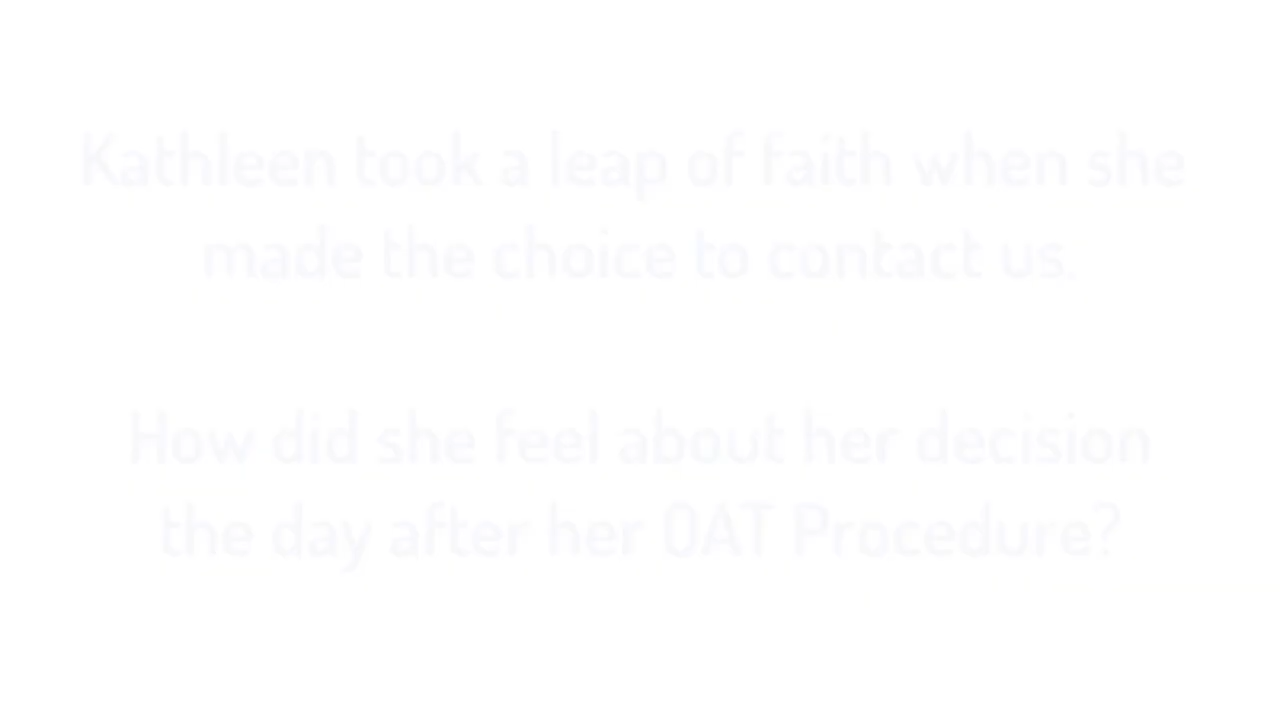 Kathleen took a leap of faith when she
made the choice to contact us.
How did she feel about her decision
the day after her OAT Procedure?